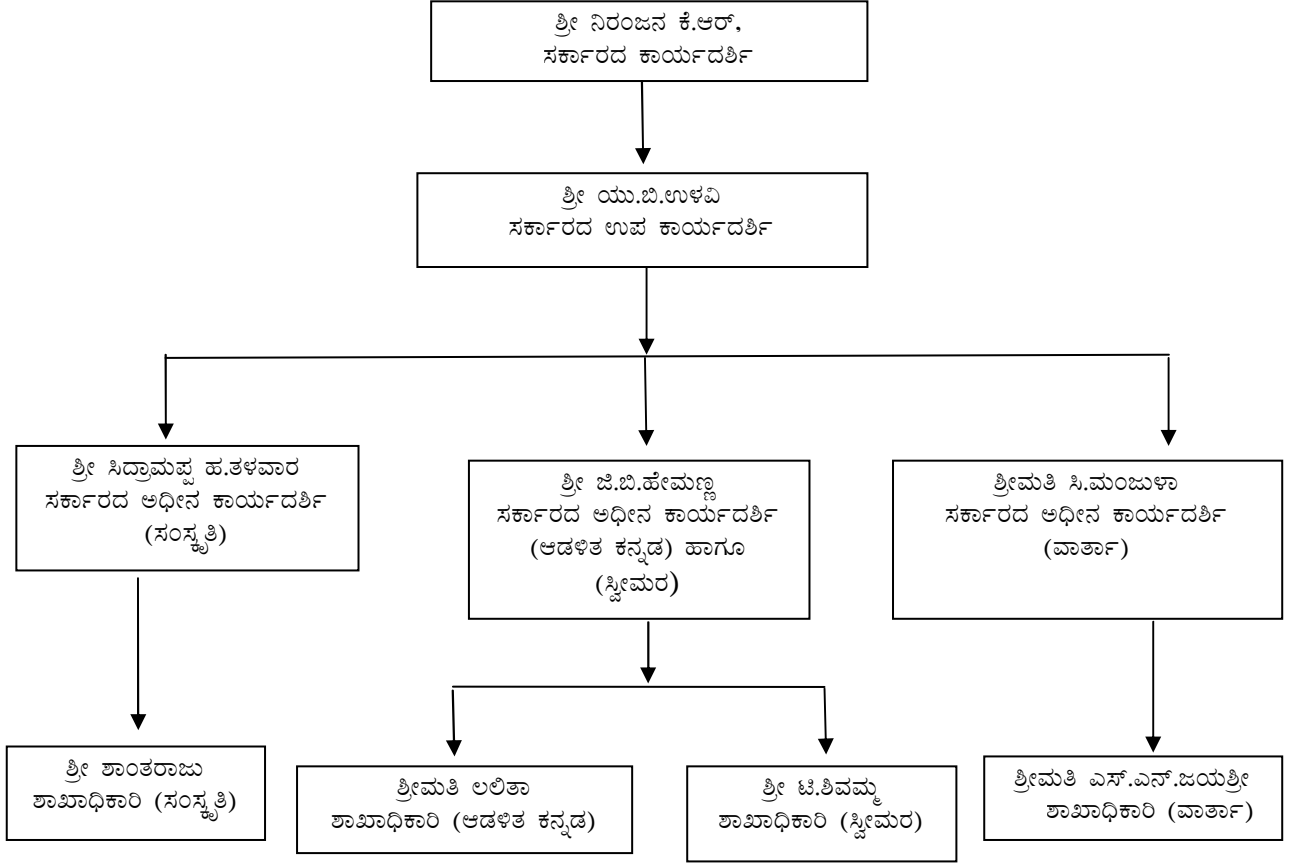 ಶ್ರೀ ನಿರಂಜನ ಕೆ.ಆರ್,
ಸರ್ಕಾರದ ಕಾರ್ಯದರ್ಶಿ
ಶ್ರೀ ಯು.ಬಿ.ಉಳವಿ
ಸರ್ಕಾರದ ಉಪ ಕಾರ್ಯದರ್ಶಿ
ಶ್ರೀ ಸಿದ್ರಾಮಪ್ಪ ಹ.ತಳವಾರ
ಸರ್ಕಾರದ ಅಧೀನ ಕಾರ್ಯದರ್ಶಿ
(ಸಂಸ್ಕೃತಿ)
ಶ್ರೀ ಜಿ.ಬಿ.ಹೇಮಣ್ಣ
ಸರ್ಕಾರದ ಅಧೀನ ಕಾರ್ಯದರ್ಶಿ
(ಆಡಳಿತ ಕನ್ನಡ) ಹಾಗೂ
(ಸ್ವೀಮರ)
ಶ್ರೀಮತಿ ಸಿ.ಮಂಜುಳಾ
ಸರ್ಕಾರದ ಅಧೀನ ಕಾರ್ಯದರ್ಶಿ
(ವಾರ್ತಾ)
ಶ್ರೀ ಶಾಂತರಾಜು
ಶಾಖಾಧಿಕಾರಿ (ಸಂಸ್ಕೃತಿ)
ಶ್ರೀಮತಿ ಲಲಿತಾ
ಶಾಖಾಧಿಕಾರಿ (ಆಡಳಿತ ಕನ್ನಡ)
ಶ್ರೀ ಟಿ.ಶಿವಮ್ಮ
ಶಾಖಾಧಿಕಾರಿ (ಸ್ವೀಮರ)
ಶ್ರೀಮತಿ ಎಸ್.ಎನ್.ಜಯಶ್ರೀ
ಶಾಖಾಧಿಕಾರಿ (ವಾರ್ತಾ)